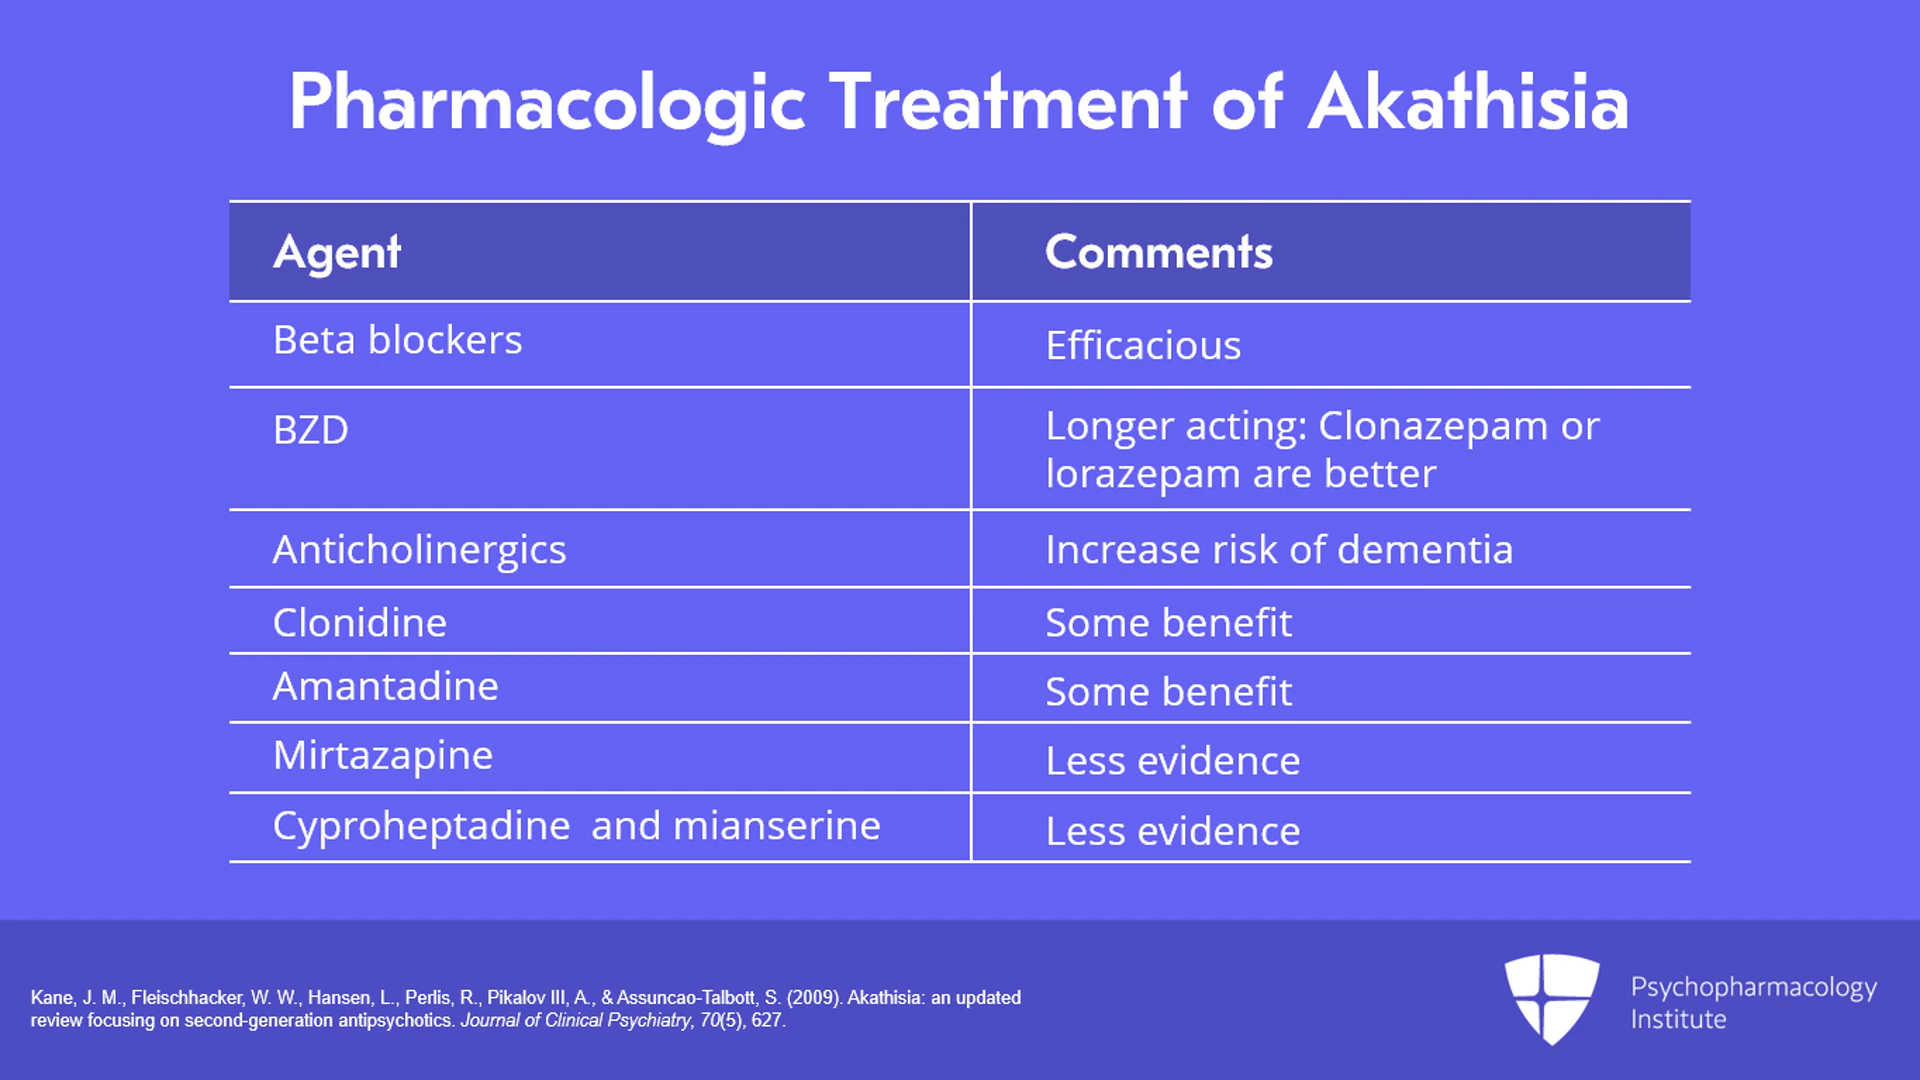 Pharmacologic Treatment of Akathisia
Agent
Comments
Beta blockers
Efficacious
BZD
Longer acting: Clonazepam or
lorazepam are better
Anticholinergics
Increase risk of dementia
Clonidine
Some benefit
Amantadine
Some benefit
Mirtazapine
Less evidence
Cyproheptadine and mianserine
Less evidence
Kane, J. M., Fleischhacker, W. W., Hansen, L., Perlis, R., Pikalov III, A., & Assuncao-Talbott, S. (2009). Akathisia: an updated
review focusing on second-generation antipsychotics. Journal of Clinical Psychiatry, 70(5), 627.
Psychopharmacology
Institute